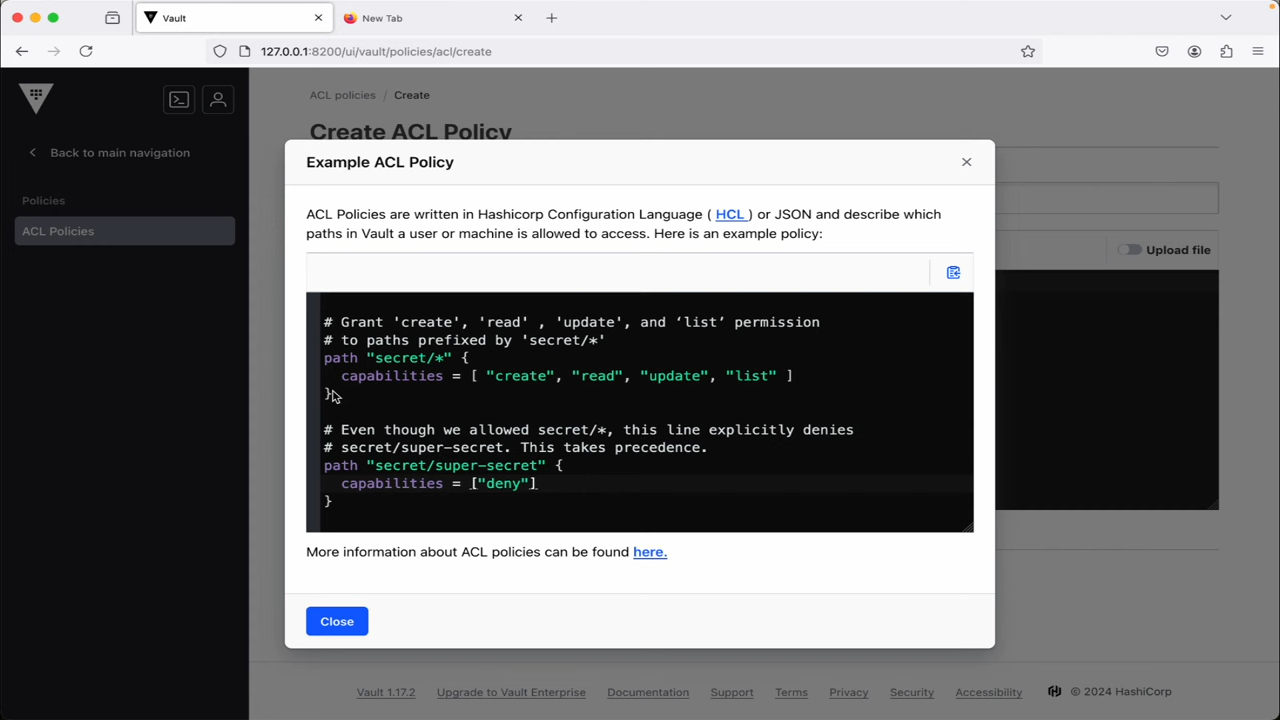 Vault
New Tab
127.0.0.1:8200/ui/vault/policies/acl/create
ACL policies / Create
Create ACL Policy
Back to main navigation
Policies
ACL Policies
Upload file
Example ACL Policy
ACL Policies are written in Hashicorp Configuration Language ( HCL ) or JSON and describe which
paths in Vault a user or machine is allowed to access. Here is an example policy:
# Grant 'create', 'read' , 'update', and ‘list’ permission
# to paths prefixed by 'secret/*'
path "secret/*" {
  capabilities = [ "create", "read", "update", "list" ]
}
# Even though we allowed secret/*, this line explicitly denies
# secret/super-secret. This takes precedence.
path "secret/super-secret" {
  capabilities = ["deny"]
}
More information about ACL policies can be found here.
Close
Vault 1.17.2 Upgrade to Vault Enterprise Documentation Support Terms Privacy Security Accessibility © 2024 HashiCorp